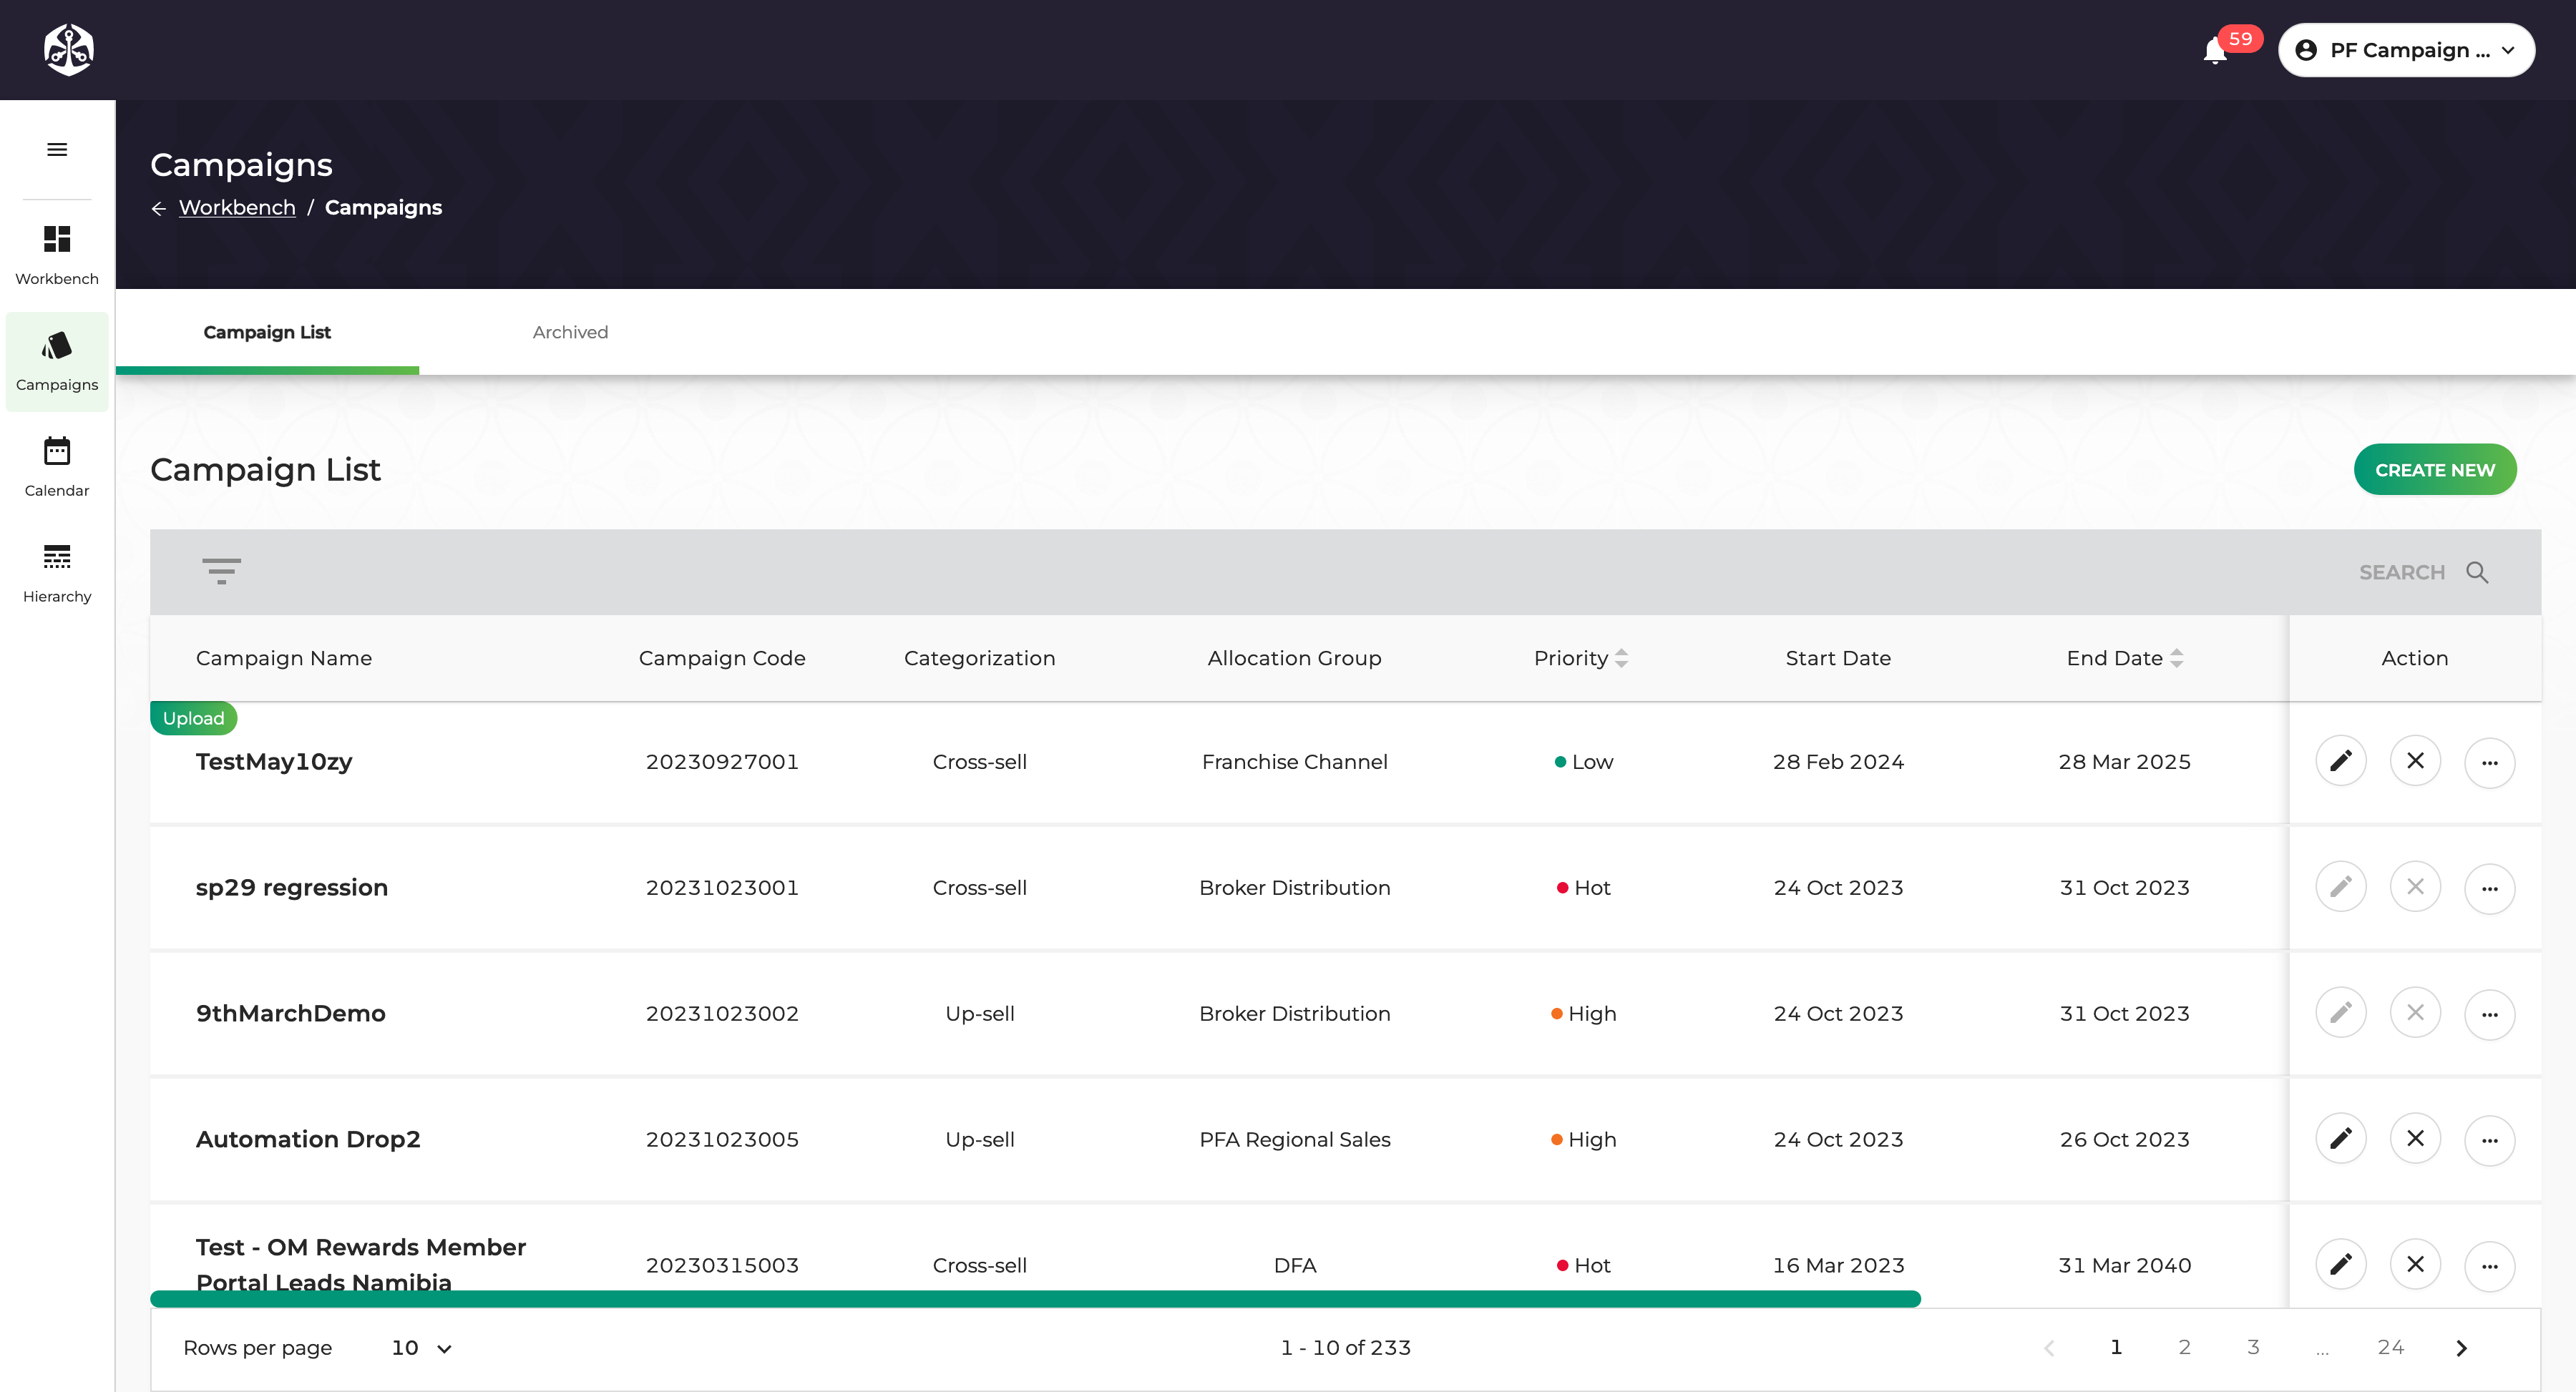 59
PF Campaign ...
Campaigns
Workbench / Campaigns
Workbench
Campaigns
Calendar
Hierarchy
Campaign List
Archived
Campaign List
CREATE NEW
SEARCH
Campaign Name Campaign Code Categorization Allocation Group Priority Start Date End Date Action
Upload
TestMay10zy 20230927001 Cross-sell Franchise Channel Low 28 Feb 2024 28 Mar 2025
sp29 regression 20231023001 Cross-sell Broker Distribution Hot 24 Oct 2023 31 Oct 2023
9thMarchDemo 20231023002 Up-sell Broker Distribution High 24 Oct 2023 31 Oct 2023
Automation Drop2 20231023005 Up-sell PFA Regional Sales High 24 Oct 2023 26 Oct 2023
Test - OM Rewards Member
Portal Leads Namibia 20230315003 Cross-sell DFA Hot 16 Mar 2023 31 Mar 2040
Rows per page 10 1 - 10 of 233 1 2 3 ... 24